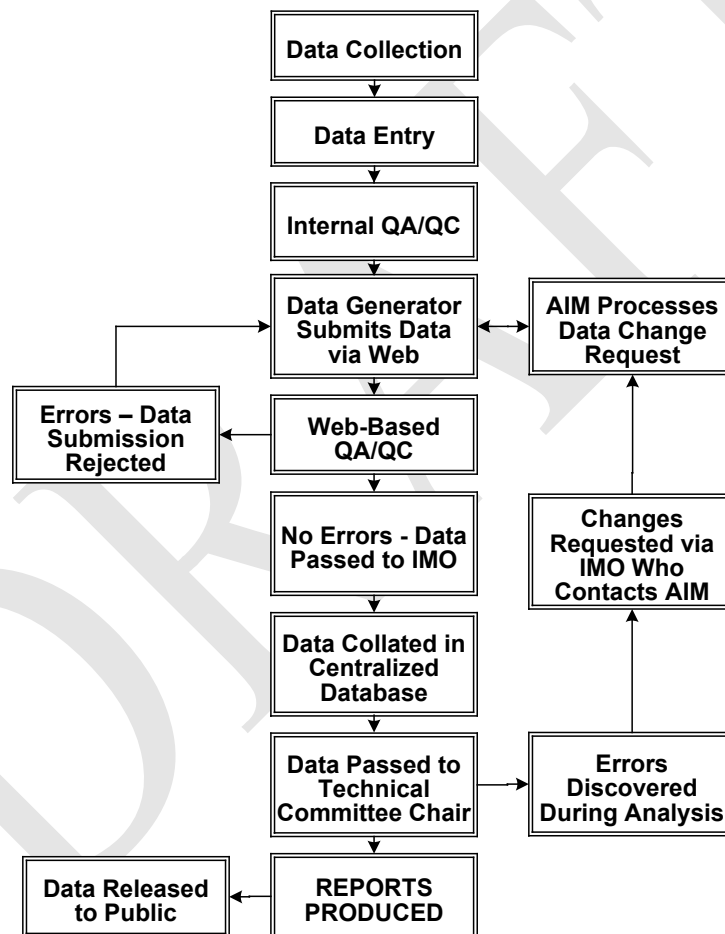 Data Collection
Data Entry
Internal QA/QC
Data Generator
Submits Data
via Web
AIM Processes
Data Change
Request
Errors – Data
Submission
Rejected
Web-Based
QA/QC
No Errors - Data
Passed to IMO
Changes
Requested via
IMO Who
Contacts AIM
Data Collated in
Centralized
Database
Data Passed to
Technical
Committee Chair
Errors
Discovered
During Analysis
Data Released
to Public
REPORTS
PRODUCED
DRAFT